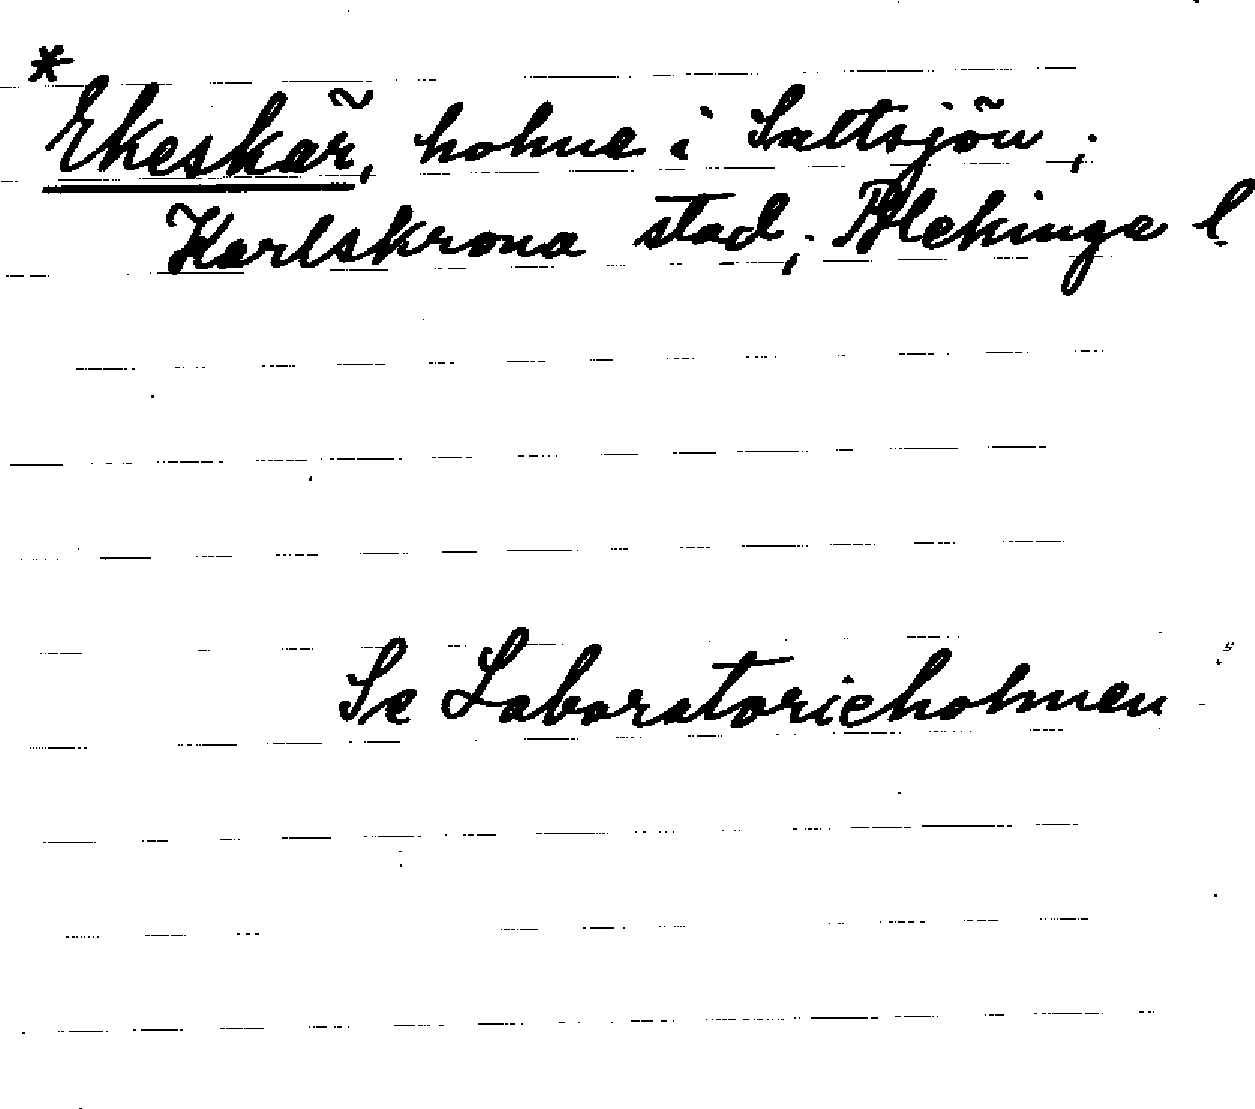 *
Ekeskär, holme i Saltsjön;
Karlskrona stad; Blekinge l.
Se Laboratorieholmen